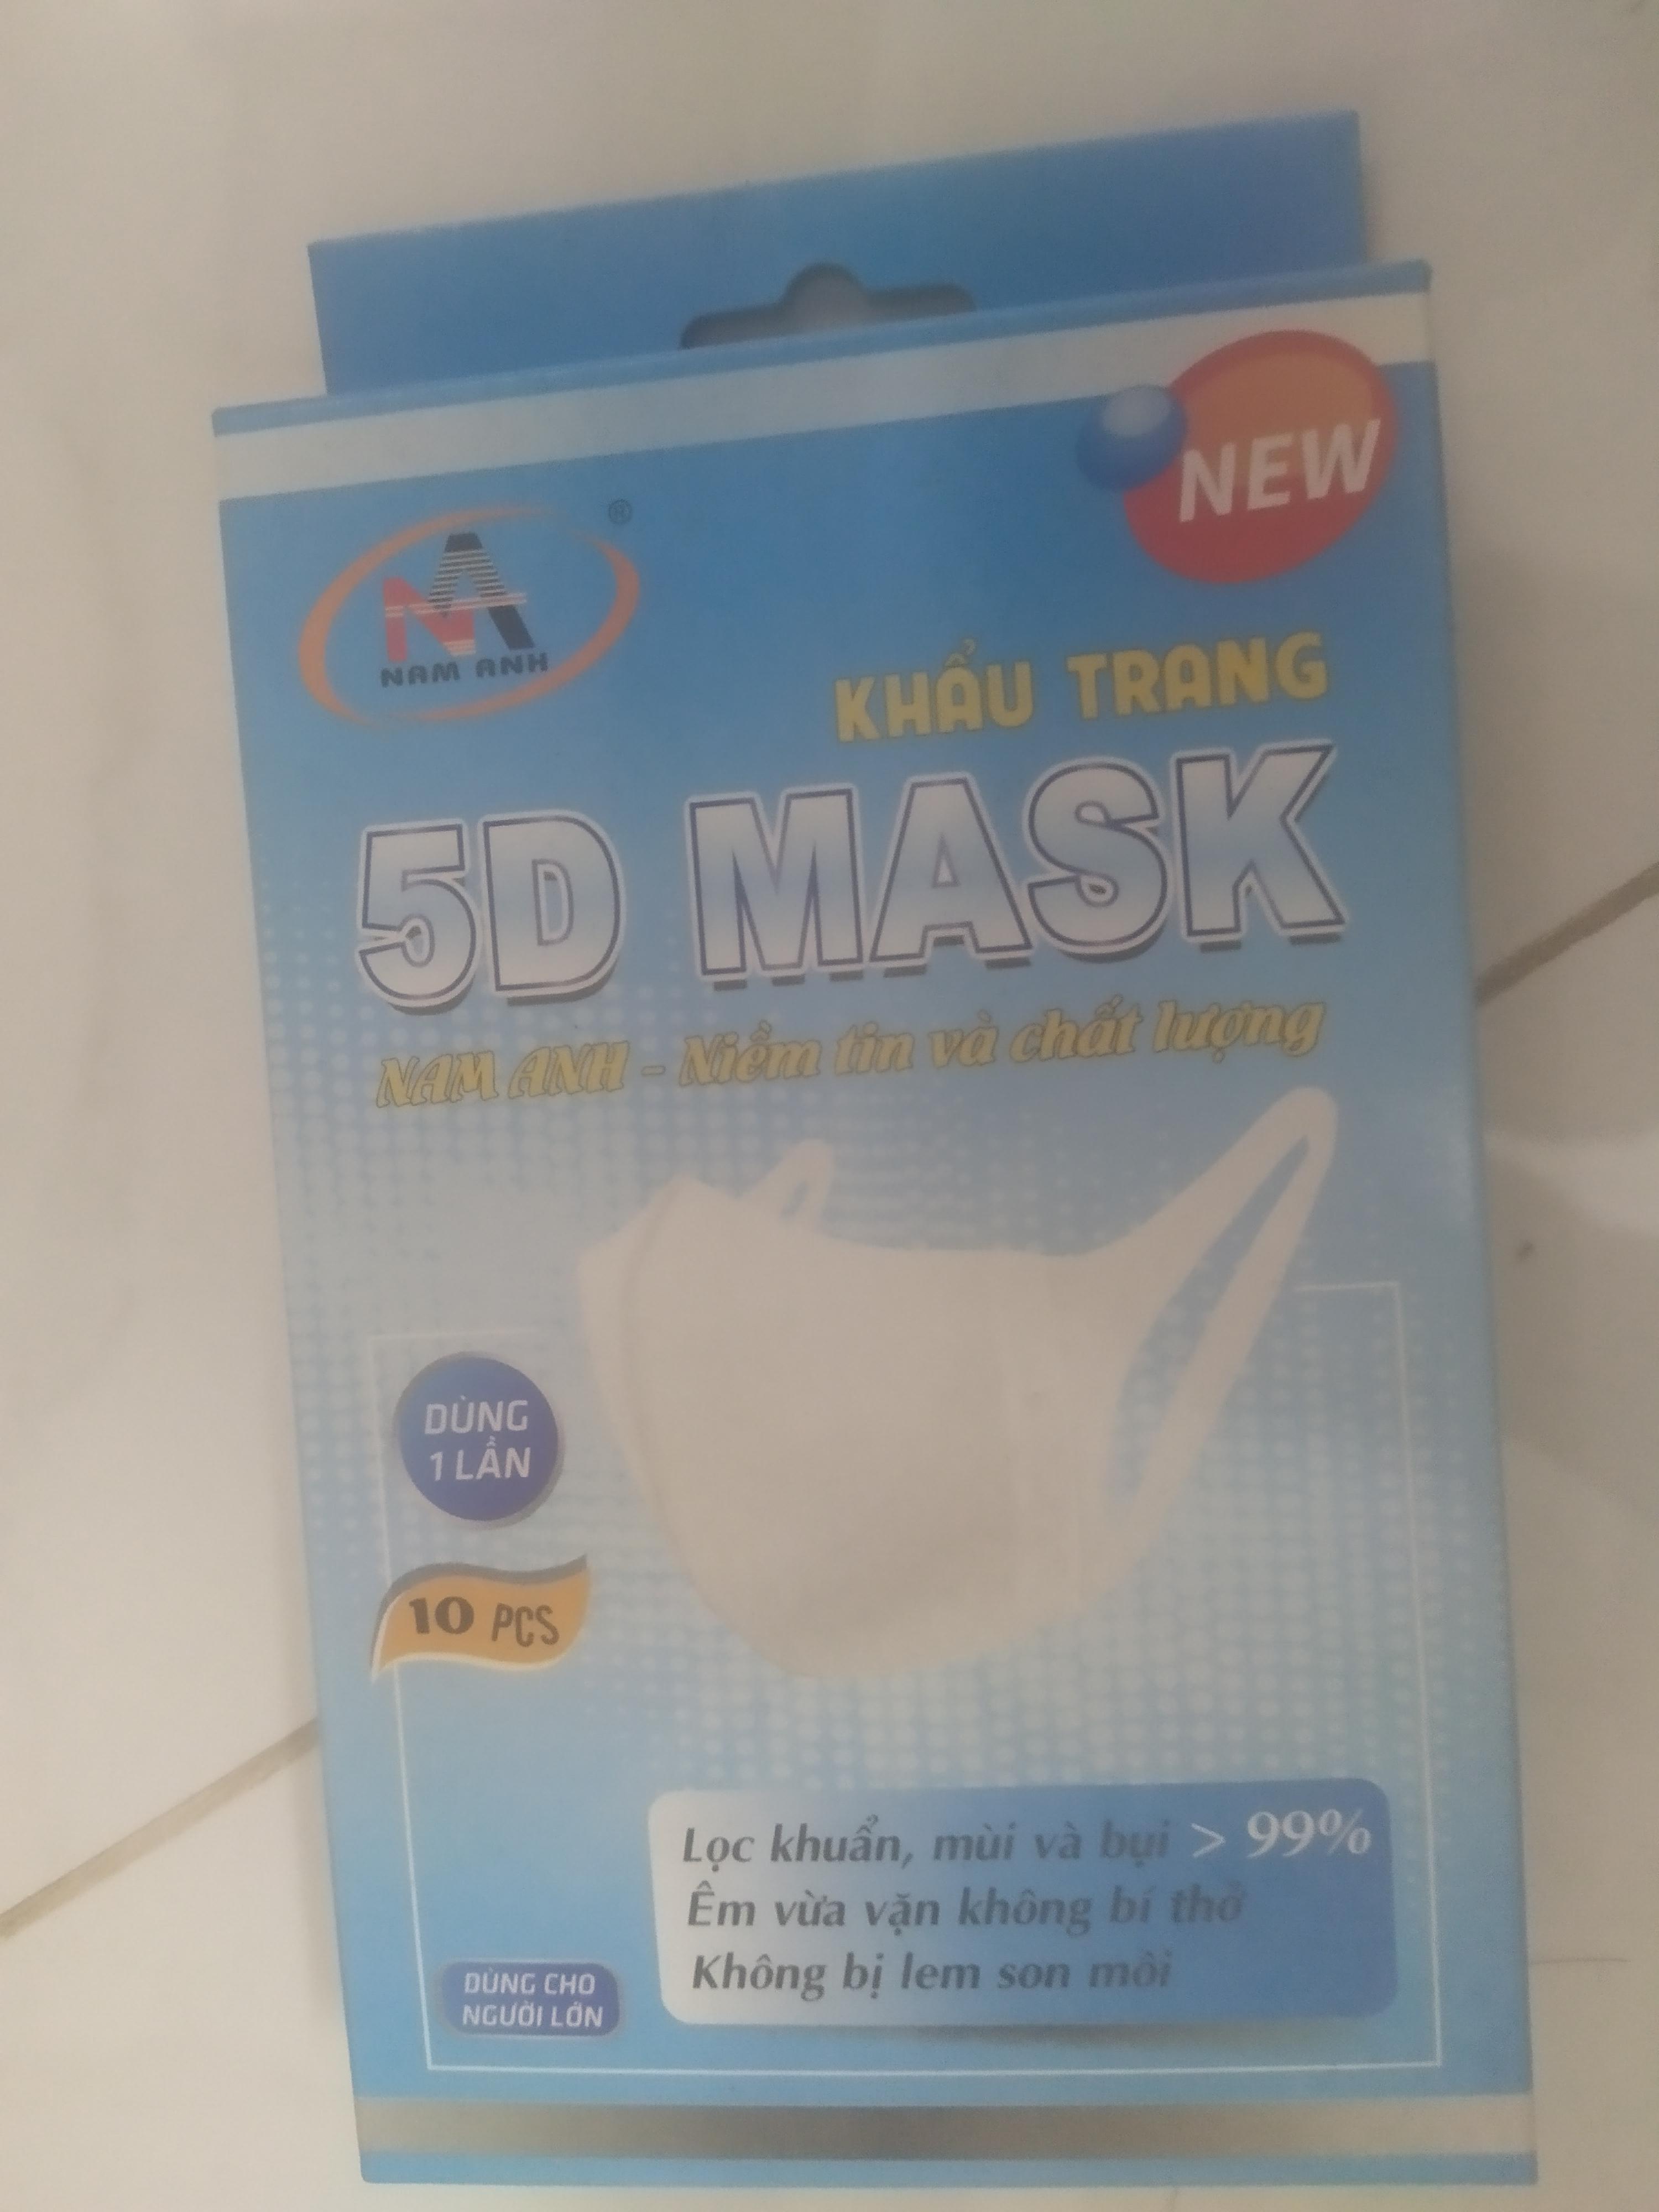 ®
NA
NAM ANH
NEW
KHẨU TRANG
5D MASK
NAM ANH - Niềm tin và chất lượng
DÙNG
1 LẦN
10 PCS
Lọc khuẩn, mùi và bụi > 99%
Êm vừa vặn không bí thở
Không bị lem son môi
DÙNG CHO
NGƯỜI LỚN